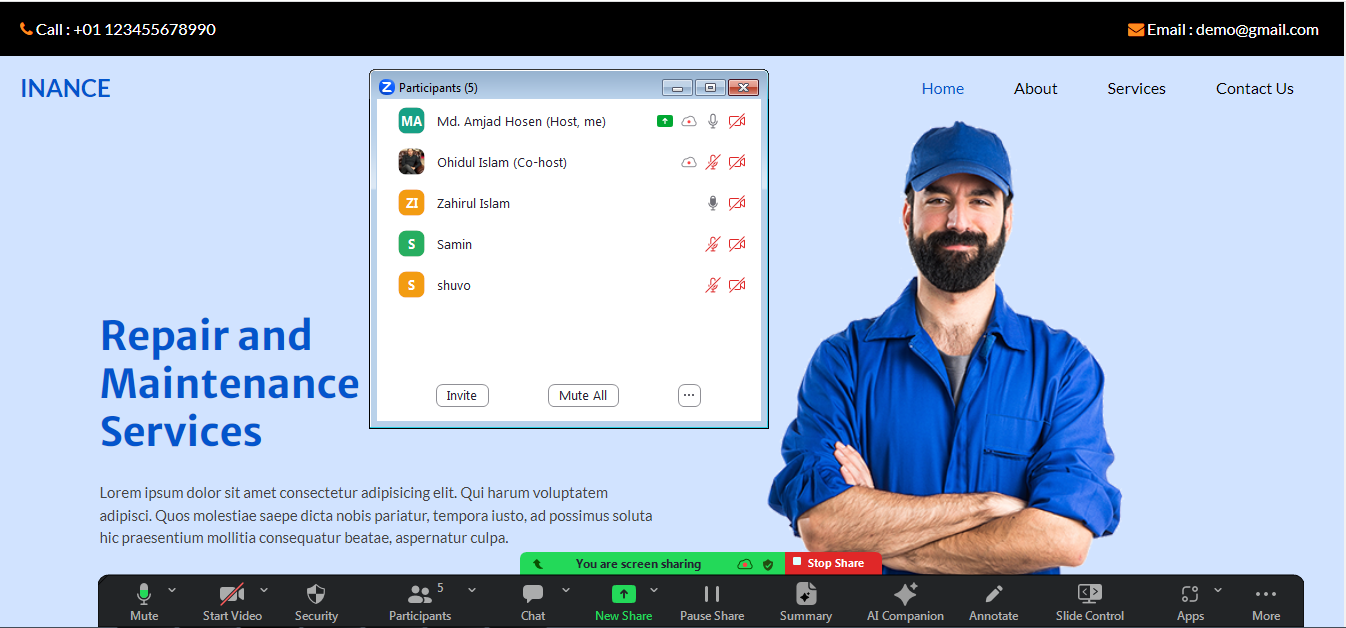 Call : +01 123455678990
Email : demo@gmail.com
INANCE
Home
About
Services
Contact Us
Participants (5)
MA
Md. Amjad Hosen (Host, me)
Ohidul Islam (Co-host)
ZI
Zahirul Islam
S
Samin
S
shuvo
Invite
Mute All
Repair and
Maintenance
Services
Lorem ipsum dolor sit amet consectetur adipisicing elit. Qui harum voluptatem
adipisci. Quos molestiae saepe dicta nobis pariatur, tempora iusto, ad possimus soluta
hic praesentium mollitia consequatur beatae, aspernatur culpa.
You are screen sharing
Stop Share
Mute
Start Video
Security
5
Participants
Chat
New Share
Pause Share
Summary
AI Companion
Annotate
Slide Control
Apps
More